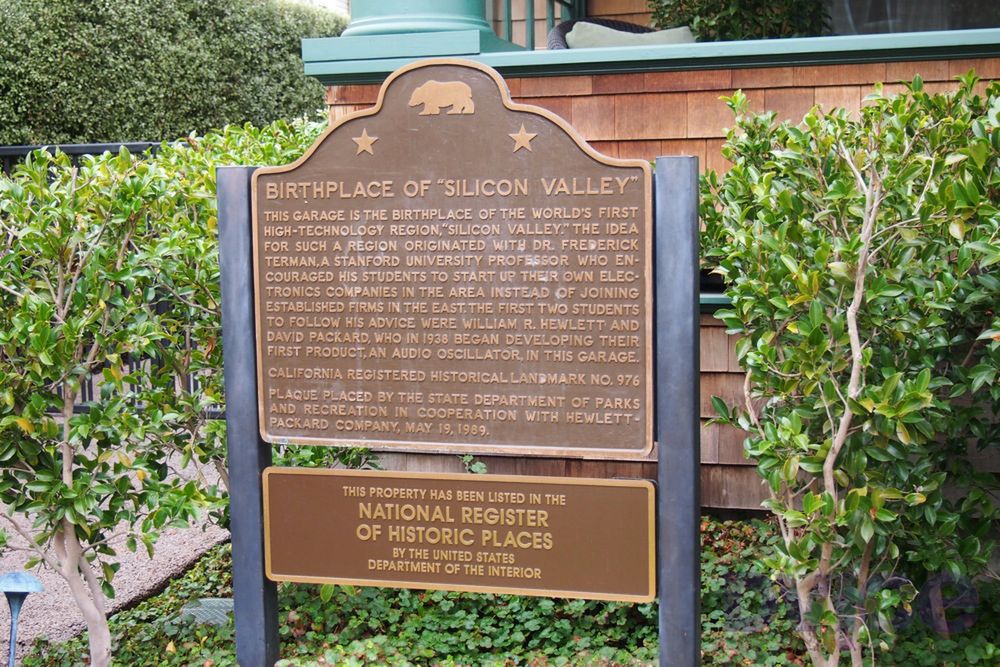 BIRTHPLACE OF "SILICON VALLEY"
THIS GARAGE IS THE BIRTHPLACE OF THE WORLD'S FIRST
HIGH-TECHNOLOGY REGION, "SILICON VALLEY." THE IDEA
FOR SUCH A REGION ORIGINATED WITH DR. FREDERICK
TERMAN, A STANFORD UNIVERSITY PROFESSOR WHO EN-
COURAGED HIS STUDENTS TO START UP THEIR OWN ELEC-
TRONICS COMPANIES IN THE AREA INSTEAD OF JOINING
ESTABLISHED FIRMS IN THE EAST. THE FIRST TWO STUDENTS
TO FOLLOW HIS ADVICE WERE WILLIAM R. HEWLETT AND
DAVID PACKARD, WHO IN 1938 BEGAN DEVELOPING THEIR
FIRST PRODUCT, AN AUDIO OSCILLATOR, IN THIS GARAGE.
CALIFORNIA REGISTERED HISTORICAL LANDMARK NO. 976
PLAQUE PLACED BY THE STATE DEPARTMENT OF PARKS
AND RECREATION IN COOPERATION WITH HEWLETT-
PACKARD COMPANY, MAY 19, 1989.
THIS PROPERTY HAS BEEN LISTED IN THE
NATIONAL REGISTER
OF HISTORIC PLACES
BY THE UNITED STATES
DEPARTMENT OF THE INTERIOR